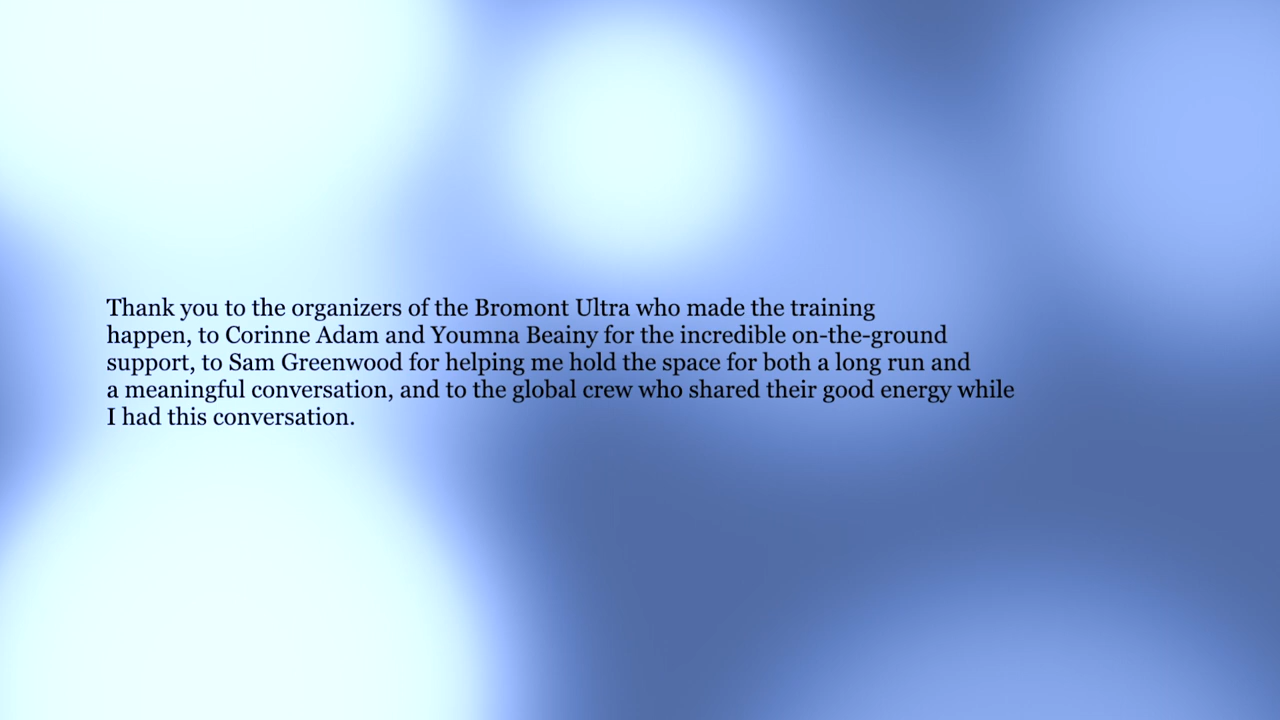 Thank you to the organizers of the Bromont Ultra who made the training
happen, to Corinne Adam and Youmna Beainy for the incredible on-the-ground
support, to Sam Greenwood for helping me hold the space for both a long run and
a meaningful conversation, and to the global crew who shared their good energy while
I had this conversation.